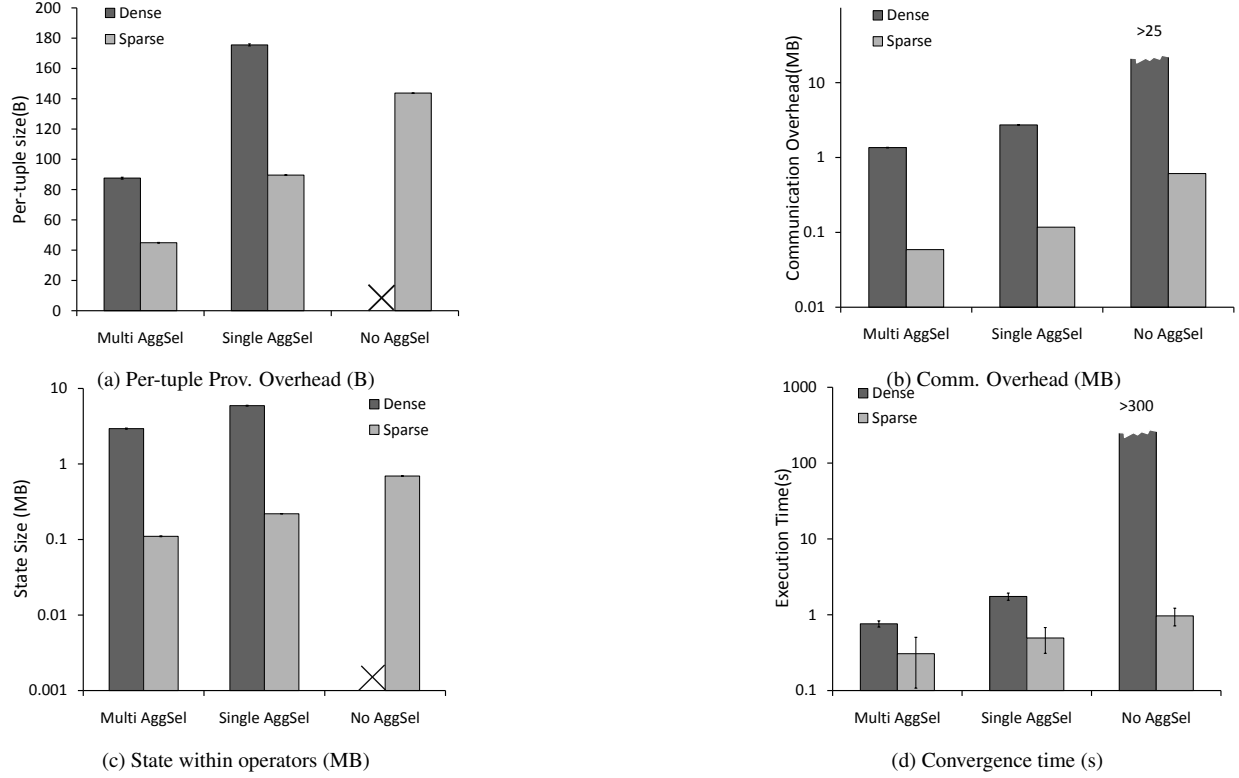 200
180
160
140
120
100
80
60
40
20
0
Per-tuple size(B)
Dense
Sparse
Multi AggSel
Single AggSel
No AggSel
(a) Per-tuple Prov. Overhead (B)
10
1
0.1
0.01
Communication Overhead(MB)
Dense
Sparse
>25
Multi AggSel
Single AggSel
No AggSel
(b) Comm. Overhead (MB)
10
1
0.1
0.01
0.001
State Size (MB)
Dense
Sparse
Multi AggSel
Single AggSel
No AggSel
(c) State within operators (MB)
1000
100
10
1
0.1
Execution Time(s)
Dense
Sparse
>300
Multi AggSel
Single AggSel
No AggSel
(d) Convergence time (s)